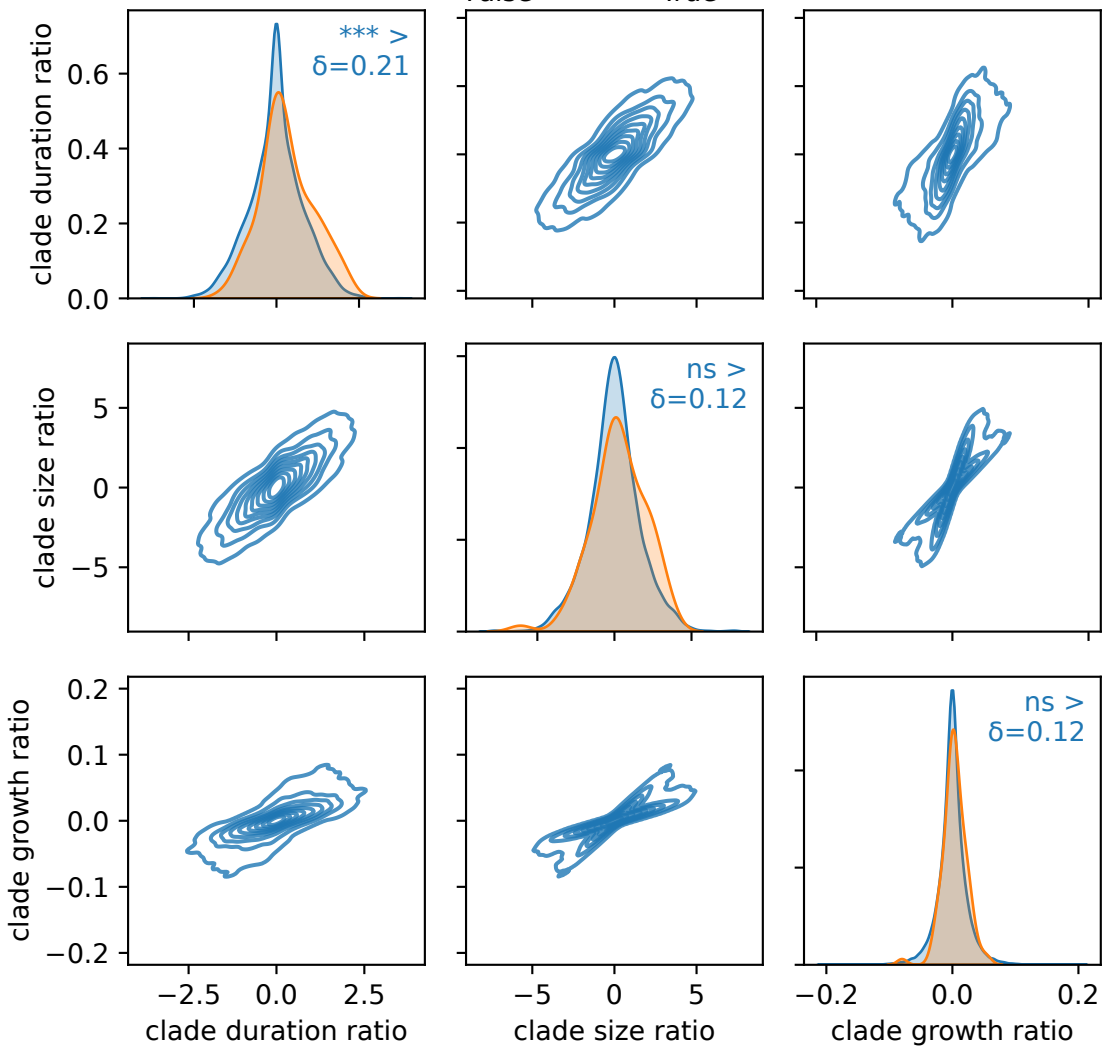 clade duration ratio
0.6
0.4
0.2
0.0
*** >
δ=0.21
clade size ratio
5
0
−5
ns >
δ=0.12
clade growth ratio
0.2
0.1
0.0
−0.1
−0.2
ns >
δ=0.12
−2.5 0.0 2.5
clade duration ratio
−5 0 5
clade size ratio
−0.2 0.0 0.2
clade growth ratio